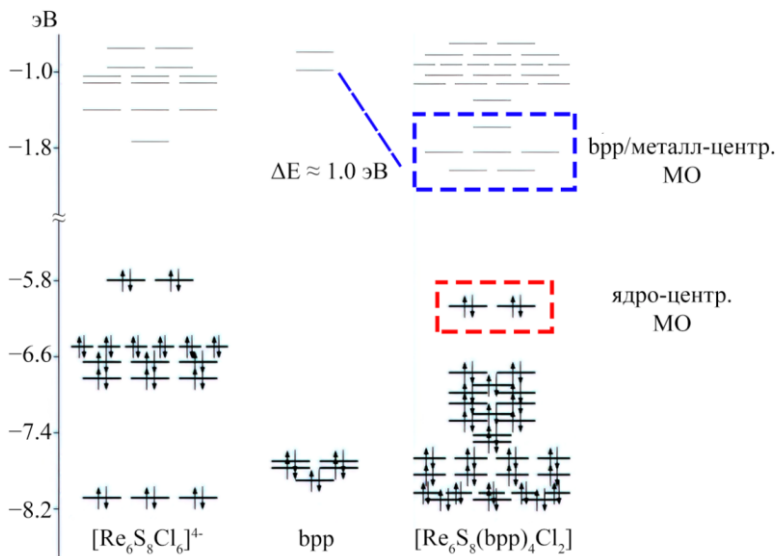 эВ
−1.0
−1.8
ΔE ≈ 1.0 эВ
bpp/металл-центр.
МО
−5.8
ядро-центр.
МО
−6.6
−7.4
−8.2
[Re₆S₈Cl₆]⁴⁻
bpp
[Re₆S₈(bpp)₄Cl₂]